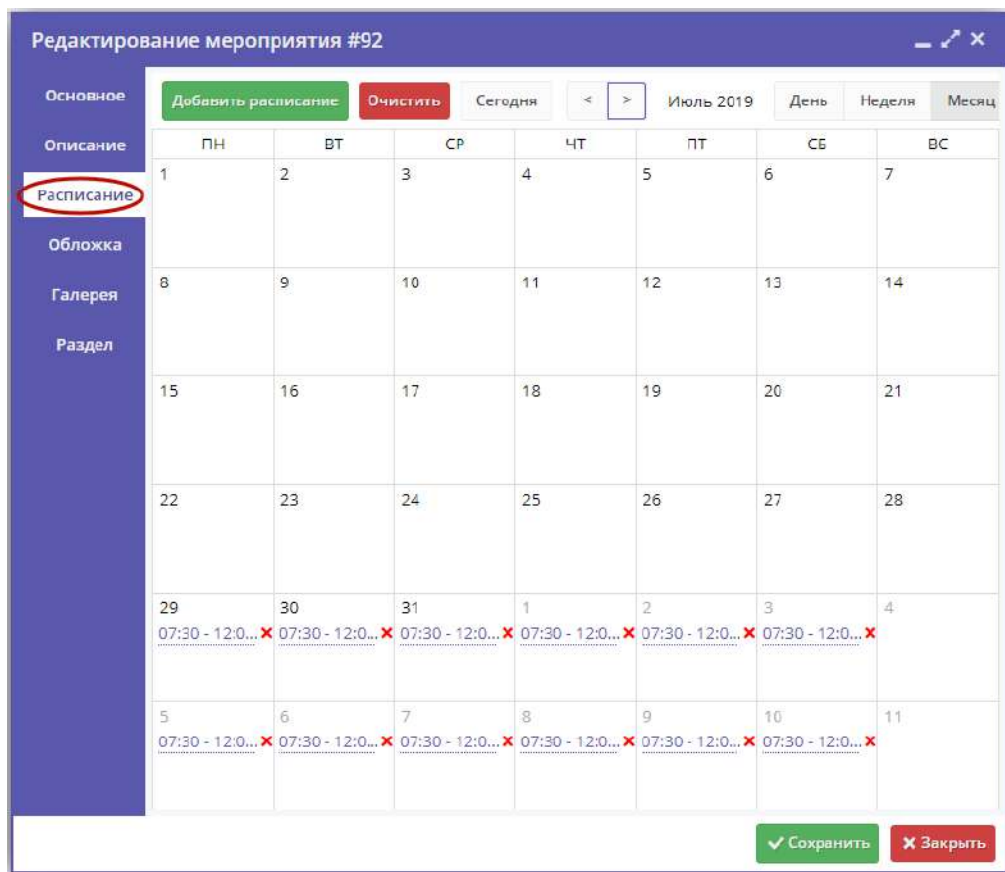 Редактирование мероприятия #92
Основное
Описание
Расписание
Обложка
Галерея
Раздел
Добавить расписание Очистить Сегодня < > Июль 2019 День Неделя Месяц
ПН ВТ СР ЧТ ПТ СБ ВС
1 2 3 4 5 6 7
8 9 10 11 12 13 14
15 16 17 18 19 20 21
22 23 24 25 26 27 28
29 30 31 1 2 3 4
07:30 - 12:0... 07:30 - 12:0... 07:30 - 12:0... 07:30 - 12:0... 07:30 - 12:0... 07:30 - 12:0...
5 6 7 8 9 10 11
07:30 - 12:0... 07:30 - 12:0... 07:30 - 12:0... 07:30 - 12:0... 07:30 - 12:0... 07:30 - 12:0...
Сохранить Закрыть